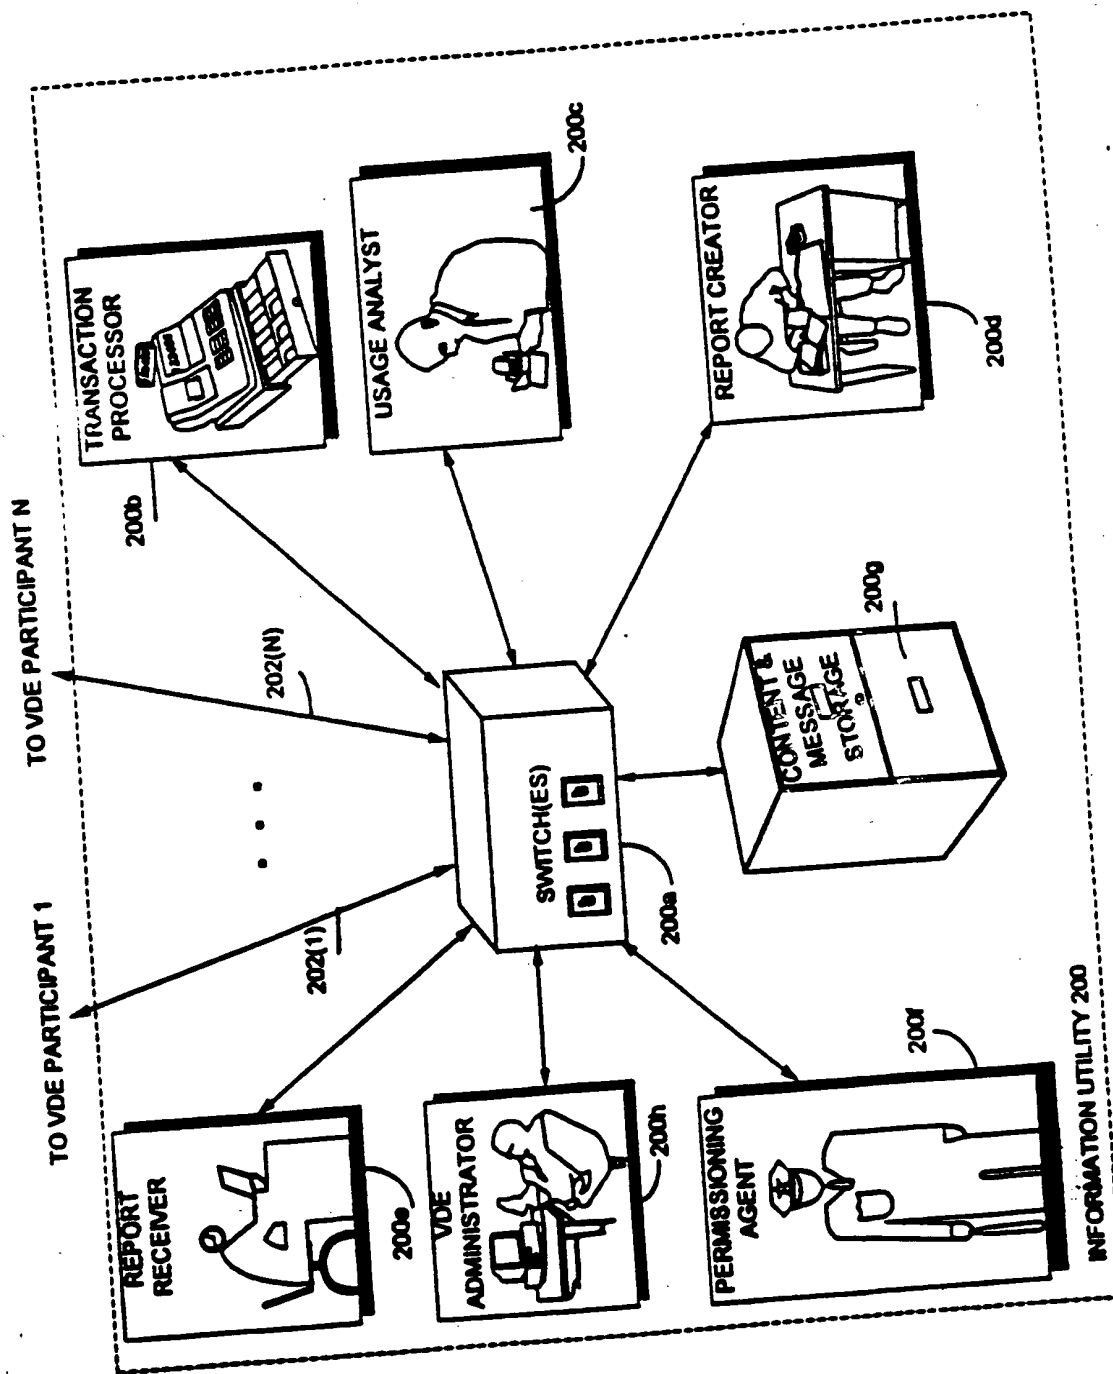 TO VDE PARTICIPANT 1
TO VDE PARTICIPANT N
202(1)
202(N)
REPORT
RECEIVER
200e
TRANSACTION
PROCESSOR
200b
VDE
ADMINISTRATOR
200h
SWITCH(ES)
200a
USAGE ANALYST
200c
PERMISSIONING
AGENT
200f
CONTENT &
MESSAGE
STORAGE
200g
REPORT CREATOR
200d
INFORMATION UTILITY 200